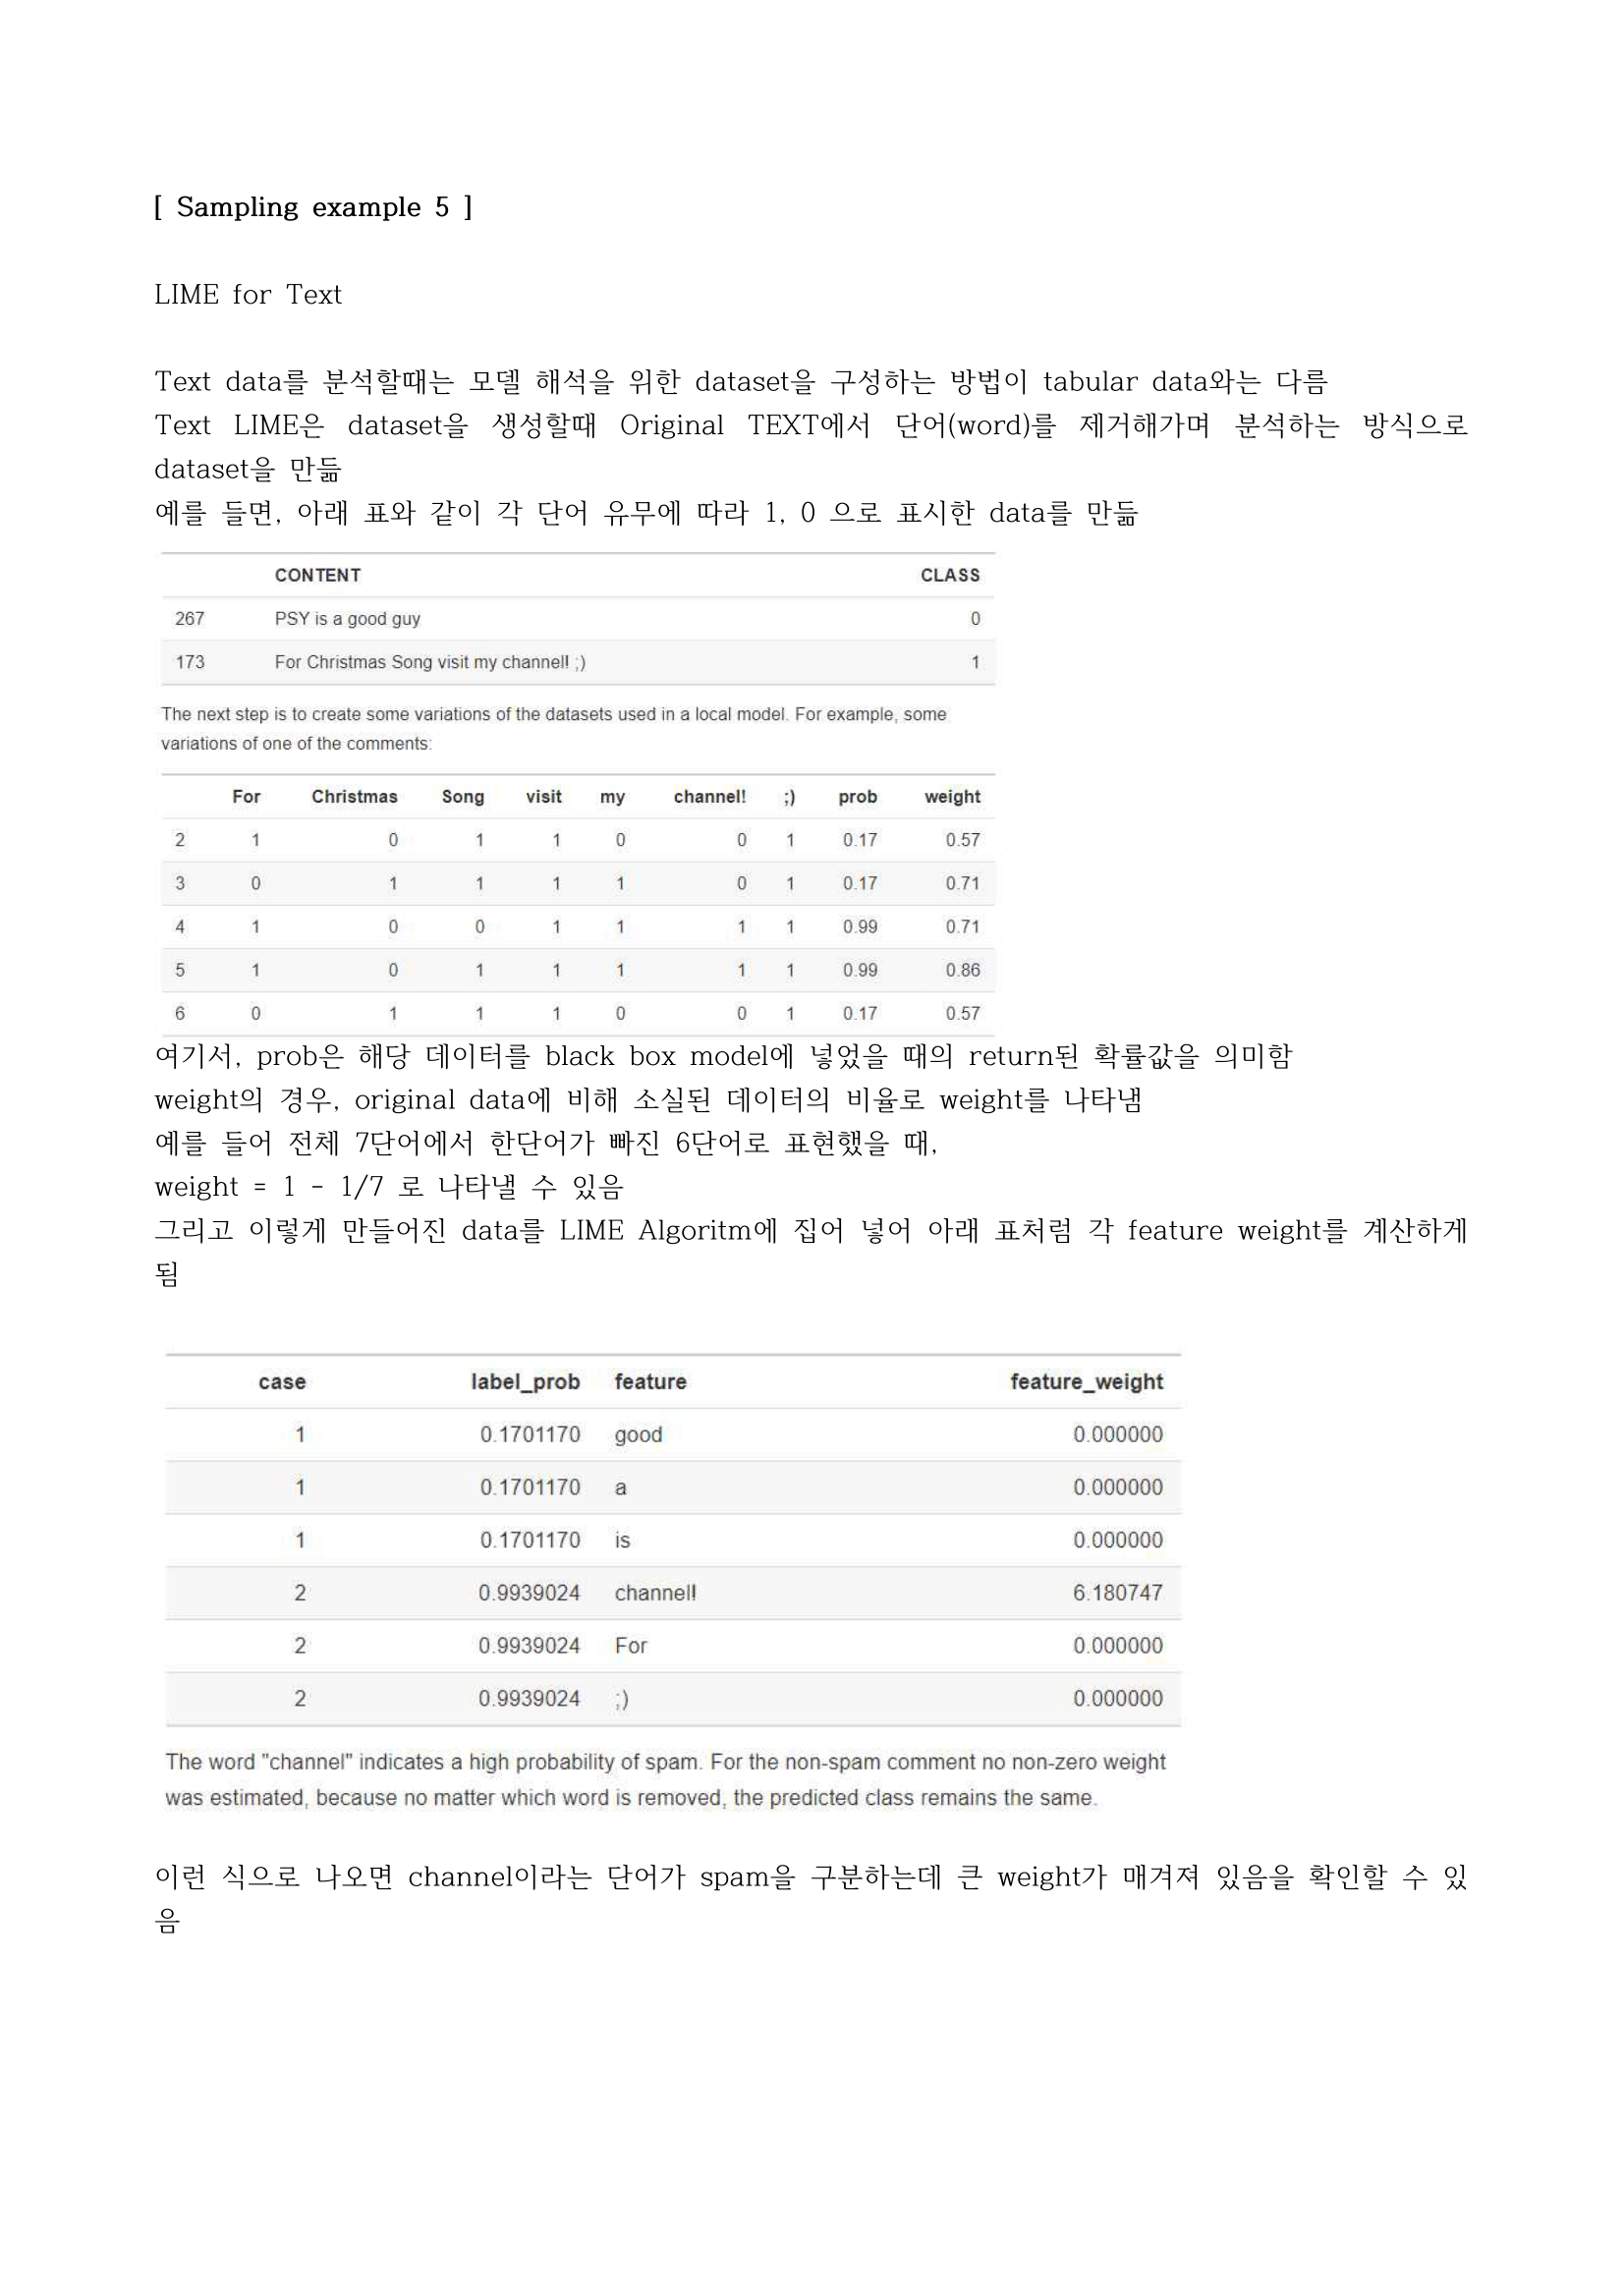 [ Sampling example 5 ]
LIME for Text
Text data를 분석할때는 모델 해석을 위한 dataset을 구성하는 방법이 tabular data와는 다름
Text LIME은 dataset을 생성할때 Original TEXT에서 단어(word)를 제거해가며 분석하는 방식으로
dataset을 만듦
예를 들면, 아래 표와 같이 각 단어 유무에 따라 1, 0 으로 표시한 data를 만듦
CONTENT CLASS
267 PSY is a good guy 0
173 For Christmas Song visit my channel! ;) 1
The next step is to create some variations of the datasets used in a local model. For example, some
variations of one of the comments:
For Christmas Song visit my channel! ;) prob weight
2 1 0 1 1 0 0 1 0.17 0.57
3 0 1 1 1 1 0 1 0.17 0.71
4 1 0 0 1 1 1 1 0.99 0.71
5 1 0 1 1 1 1 1 0.99 0.86
6 0 1 1 1 0 0 1 0.17 0.57
여기서, prob은 해당 데이터를 black box model에 넣었을 때의 return된 확률값을 의미함
weight의 경우, original data에 비해 소실된 데이터의 비율로 weight를 나타냄
예를 들어 전체 7단어에서 한단어가 빠진 6단어로 표현했을 때,
weight = 1 - 1/7 로 나타낼 수 있음
그리고 이렇게 만들어진 data를 LIME Algoritm에 집어 넣어 아래 표처럼 각 feature weight를 계산하게
됨
case label_prob feature feature_weight
1 0.1701170 good 0.000000
1 0.1701170 a 0.000000
1 0.1701170 is 0.000000
2 0.9939024 channel! 6.180747
2 0.9939024 For 0.000000
2 0.9939024 ;) 0.000000
The word "channel" indicates a high probability of spam. For the non-spam comment no non-zero weight
was estimated, because no matter which word is removed, the predicted class remains the same.
이런 식으로 나오면 channel이라는 단어가 spam을 구분하는데 큰 weight가 매겨져 있음을 확인할 수 있
음